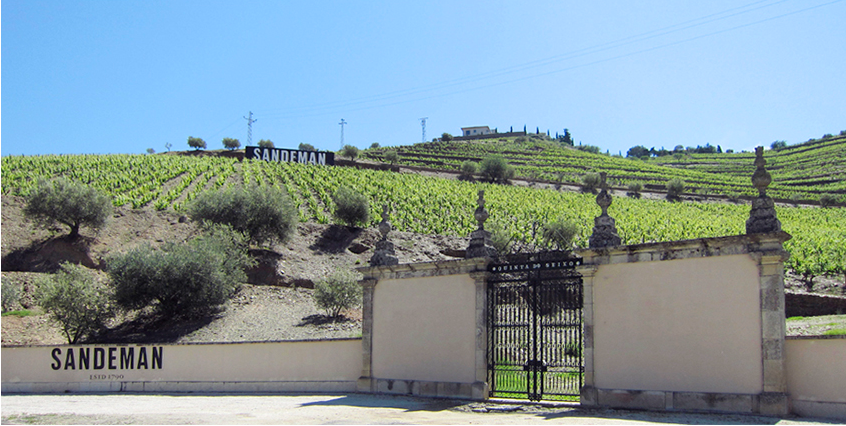 SANDEMAN
QUINTA DO SEIXO
SANDEMAN
ESTD 1790